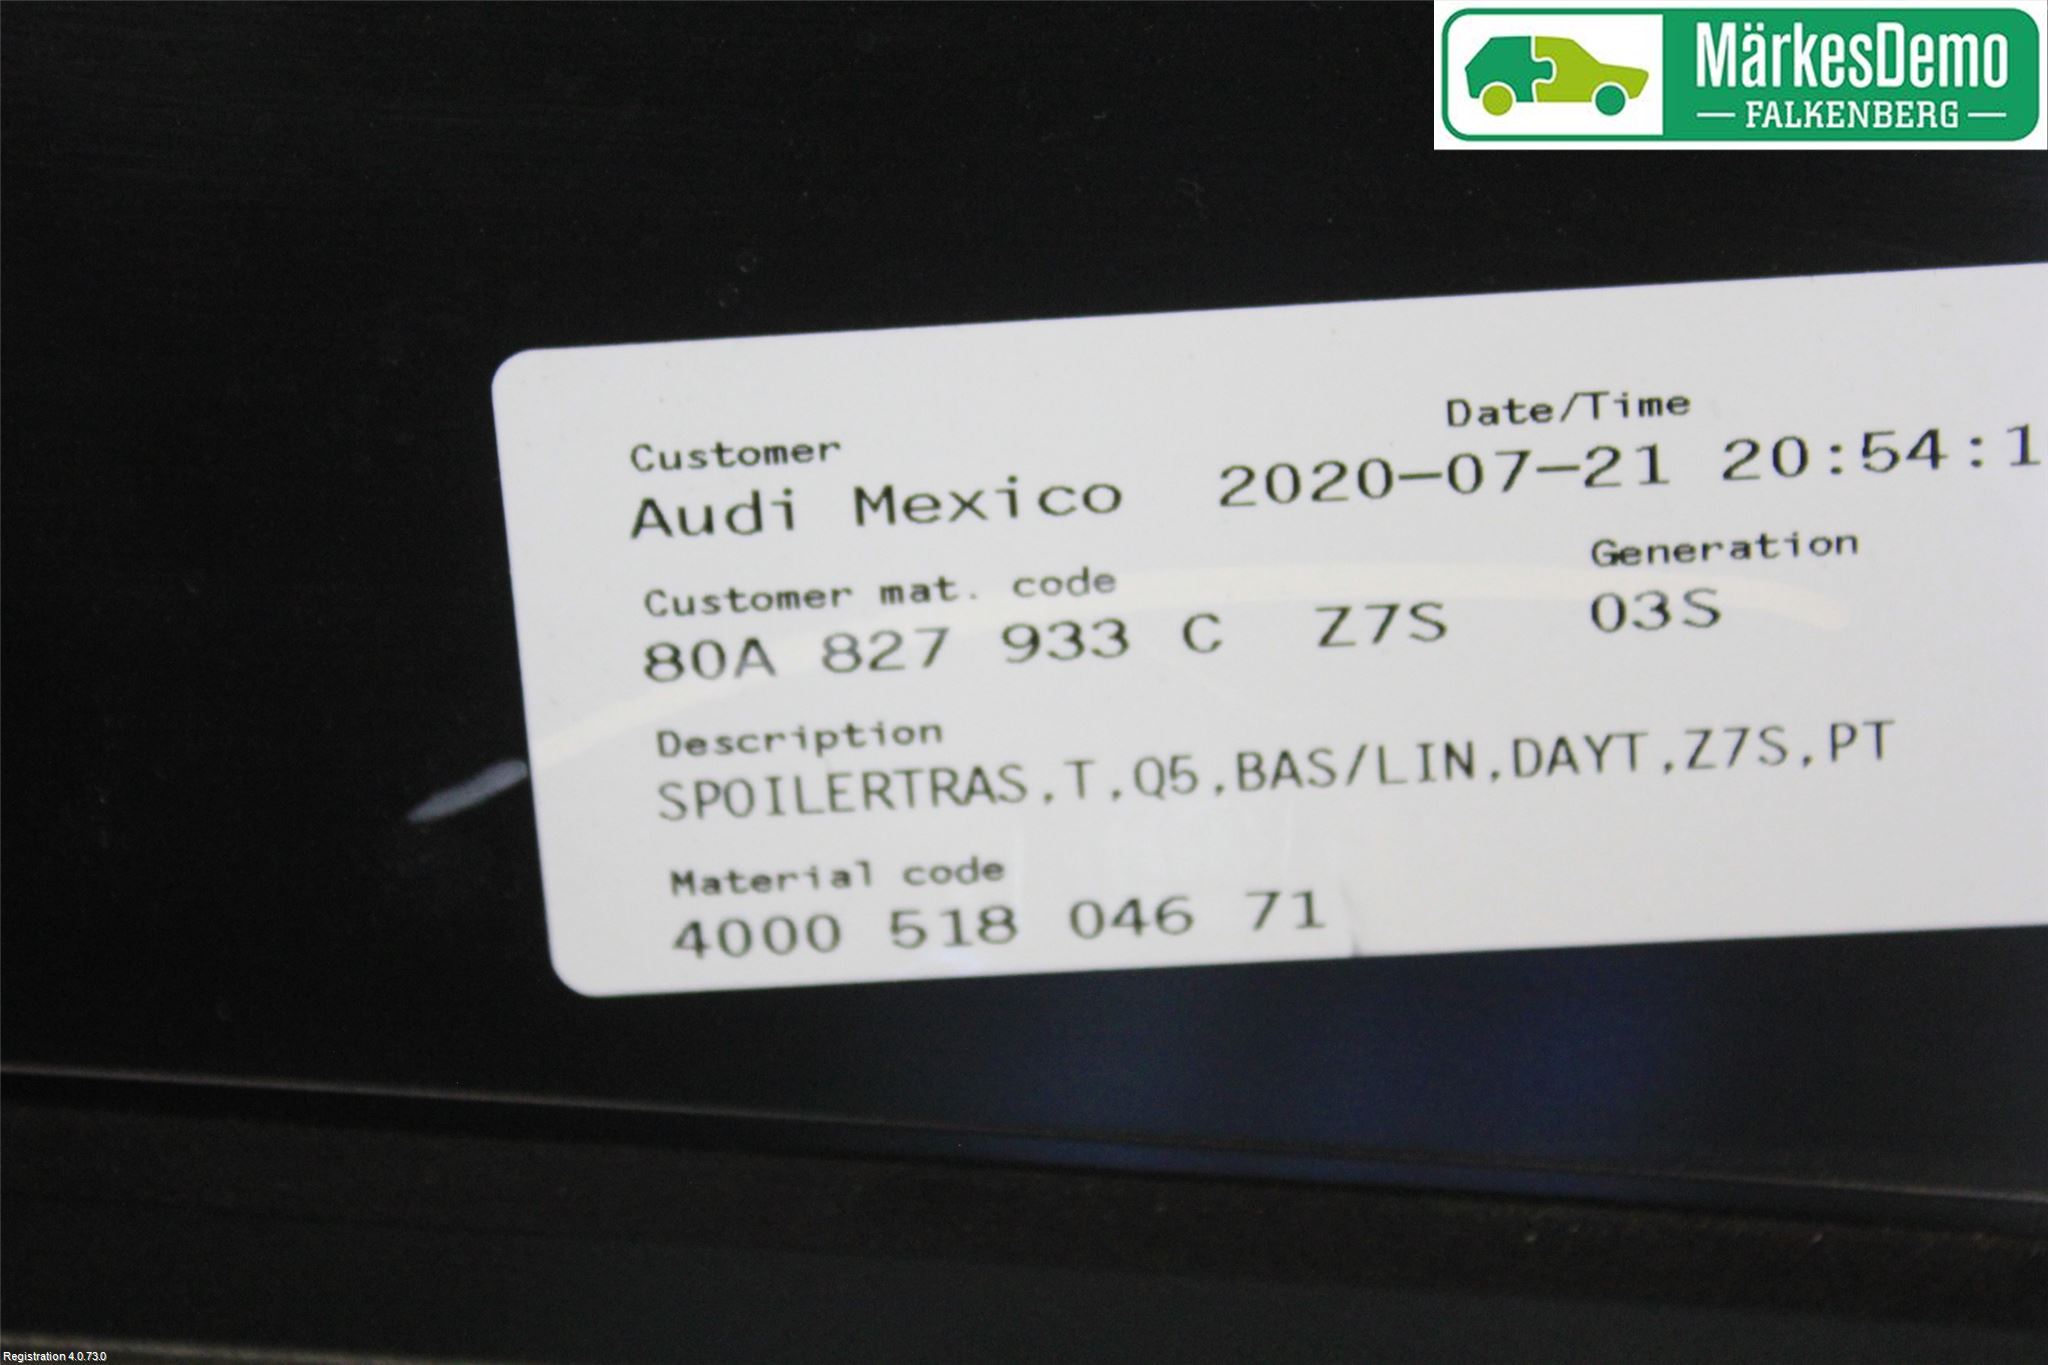 MärkesDemo
FALKENBERG
Date/Time
Customer
Audi Mexico 2020-07-21 20:54:1
Generation
Customer mat. code
80A 827 933 C Z7S 03S
Description
SPOILERTRAS,T,Q5,BAS/LIN,DAYT,Z7S,PT
Material code
4000 518 046 71
Registration 4.0.73.0